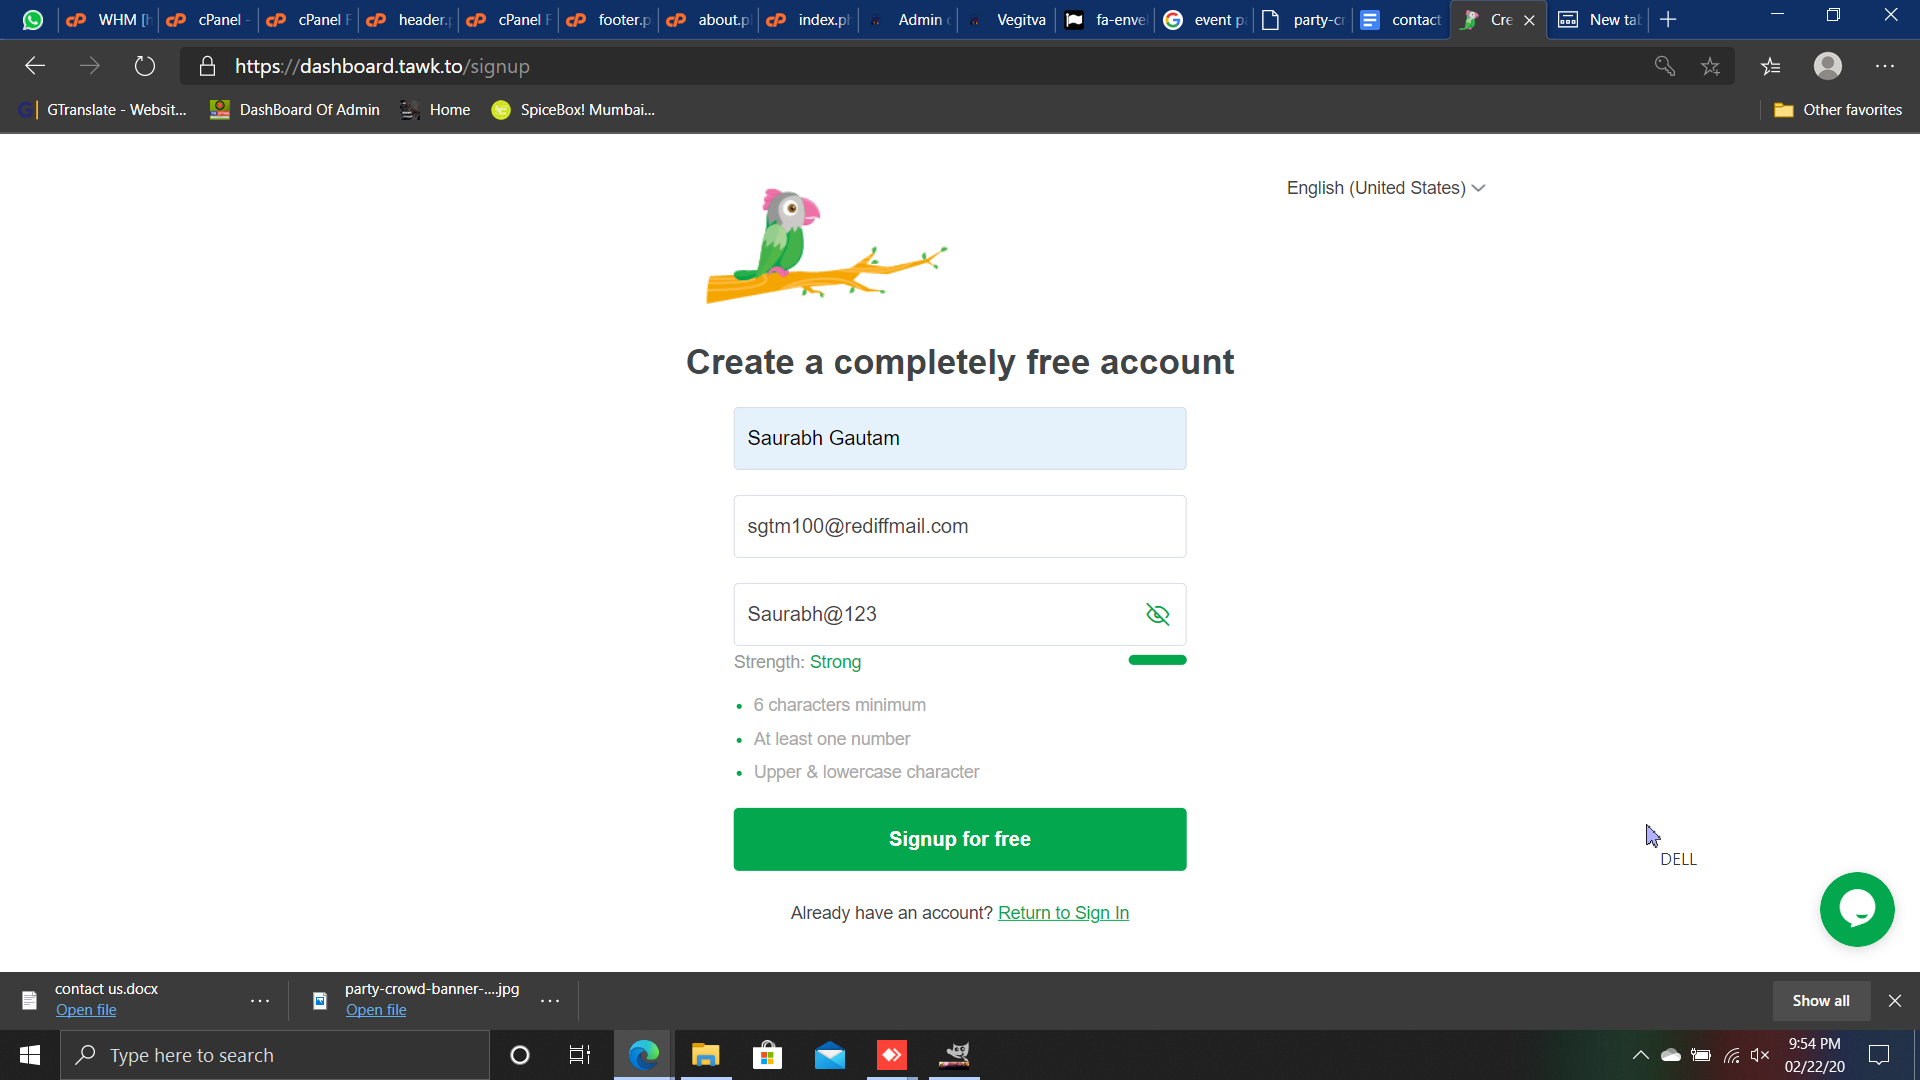 WHM [h
cPanel -
cPanel F
header.p
cPanel F
footer.p
about.pl
index.ph
Admin
Vegitva
fa-enve
event p
party-cr
contact
Cre
New tab
https://dashboard.tawk.to/signup
GTranslate - Websit...
DashBoard Of Admin
Home
SpiceBox! Mumbai...
Other favorites
English (United States)
Create a completely free account
Saurabh Gautam
sgtm100@rediffmail.com
Saurabh@123
Strength: Strong
6 characters minimum
At least one number
Upper & lowercase character
Signup for free
DELL
Already have an account? Return to Sign In
contact us.docx
Open file
party-crowd-banner-....jpg
Open file
Show all
Type here to search
9:54 PM
02/22/20